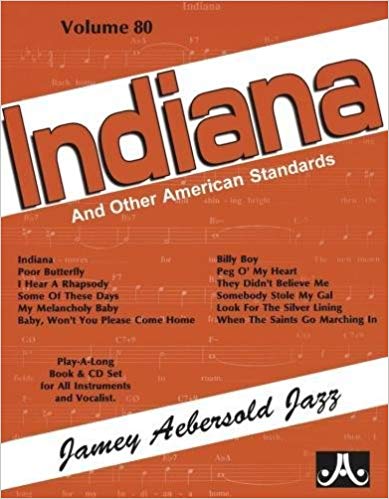 Volume 80
Indiana
And Other American Standards
Indiana
Poor Butterfly
I Hear A Rhapsody
Some Of These Days
My Melancholy Baby
Baby, Won't You Please Come Home
Billy Boy
Peg O' My Heart
They Didn't Believe Me
Somebody Stole My Gal
Look For The Silver Lining
When The Saints Go Marching In
Play-A-Long
Book & CD Set
for All Instruments
and Vocalist.
Jamey Aebersold Jazz